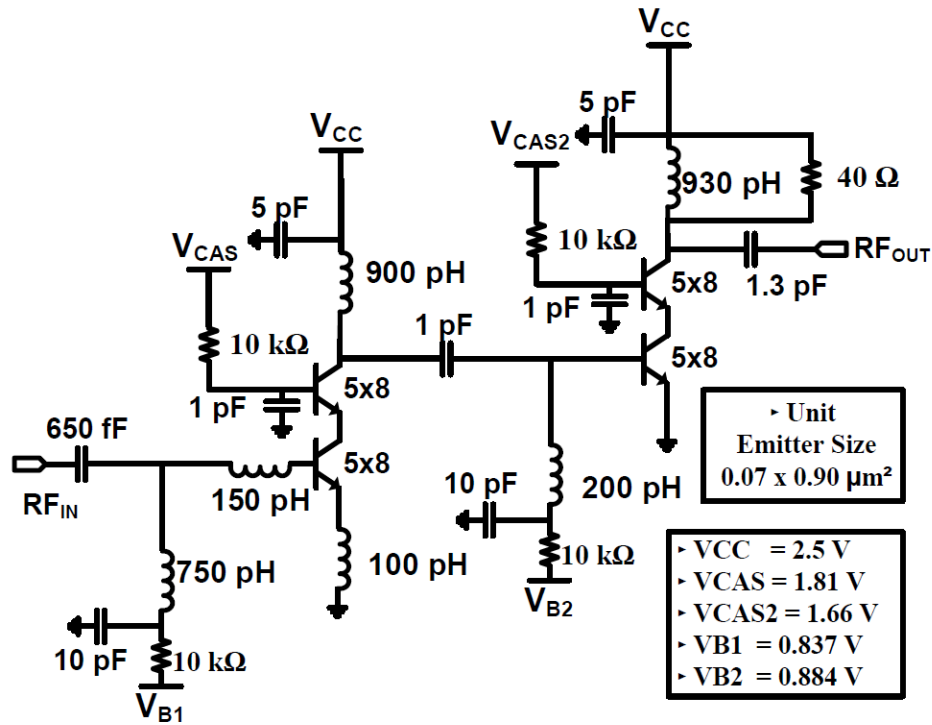 VCC
5 pF
VCAS2
930 pH
40 Ω
10 kΩ
RFOUT
1.3 pF
5x8
1 pF
5x8
VCC
5 pF
VCAS
900 pH
10 kΩ
1 pF
5x8
1 pF
650 fF
RFIN
150 pH
5x8
100 pH
750 pH
10 pF
10 kΩ
VB1
10 pF
200 pH
10 kΩ
VB2
‣ Unit
Emitter Size
0.07 x 0.90 µm²
‣ VCC = 2.5 V
‣ VCAS = 1.81 V
‣ VCAS2 = 1.66 V
‣ VB1 = 0.837 V
‣ VB2 = 0.884 V